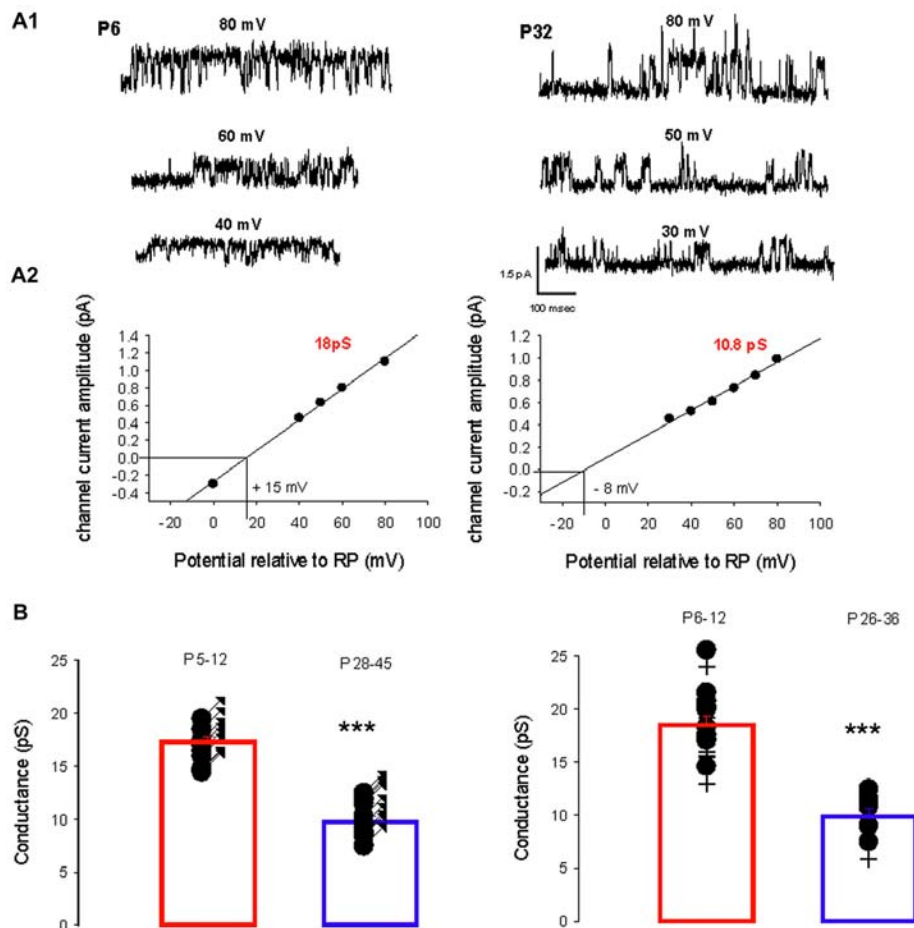 A1
P6
80 mV
60 mV
40 mV
P32
80 mV
50 mV
30 mV
1.5 pA
100 msec
A2
channel current amplitude (pA)
1.4
1.2
1.0
0.8
0.6
0.4
0.2
0.0
-0.2
-0.4
18pS
+ 15 mV
-20 0 20 40 60 80 100
Potential relative to RP (mV)
channel current amplitude (pA)
1.2
1.0
0.8
0.6
0.4
0.2
0.0
-0.2
10.8 pS
- 8 mV
-20 0 20 40 60 80 100
Potential relative to RP (mV)
B
Conductance (pS)
25
20
15
10
5
0
P5-12
P28-45
***
Conductance (pS)
25
20
15
10
5
0
P6-12
P26-36
***